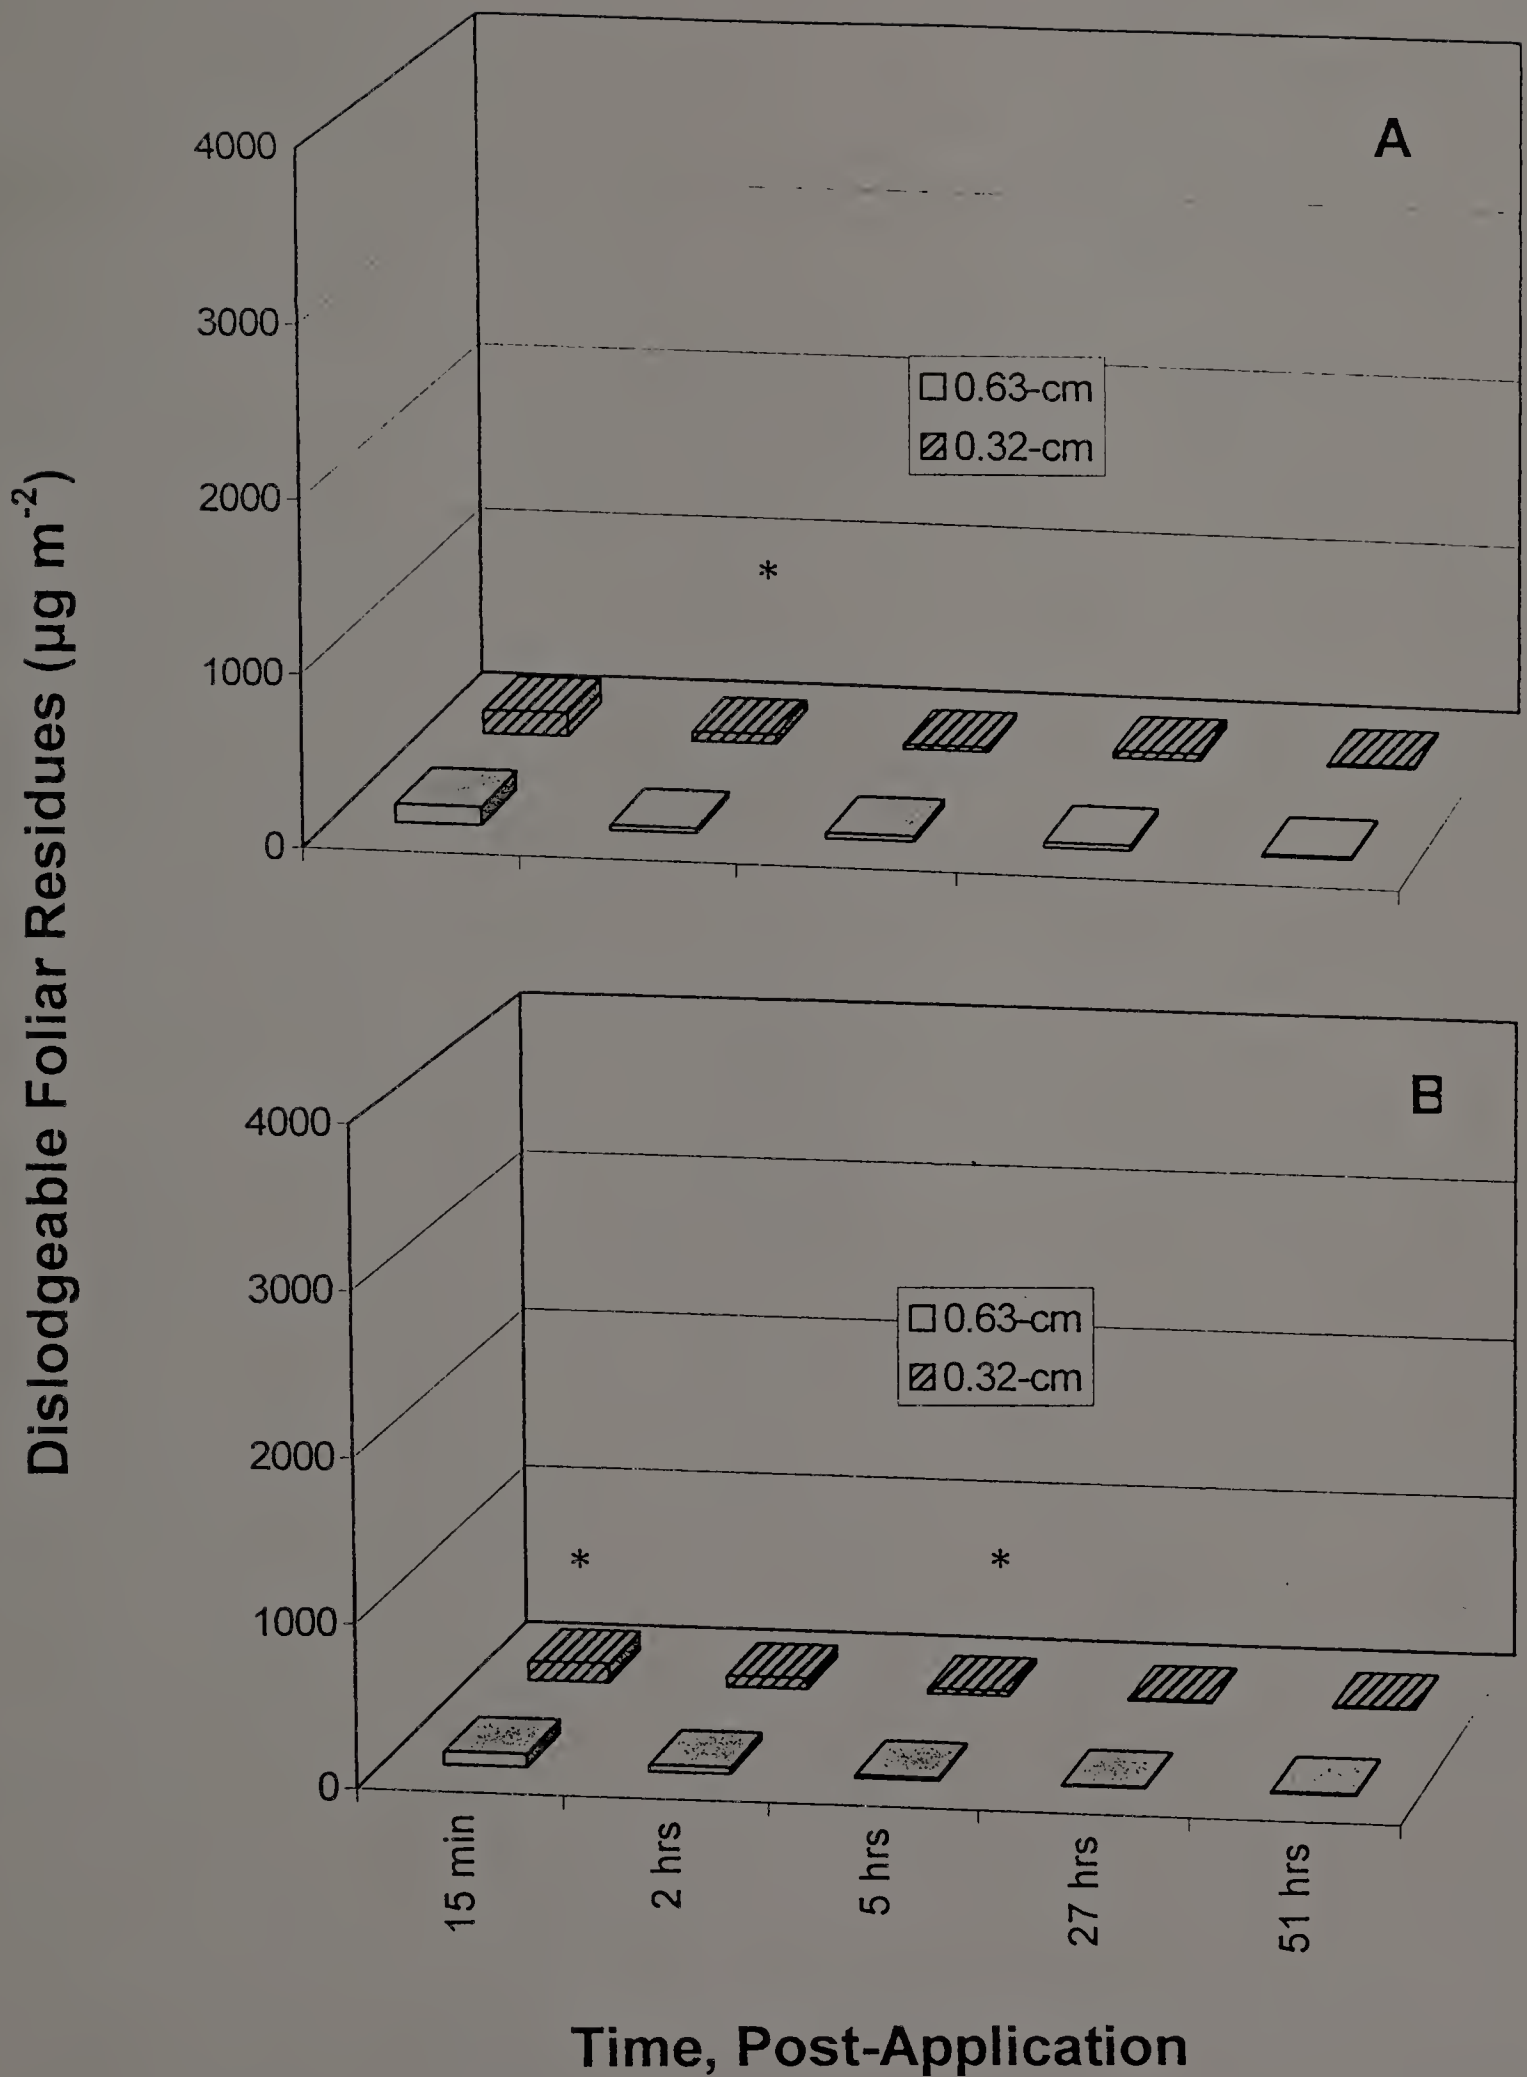 Dislodgeable Foliar Residues (µg m⁻²)
A
4000
3000
2000
1000
0
0.63-cm
0.32-cm
*
B
4000
3000
2000
1000
0
0.63-cm
0.32-cm
* *
15 min
2 hrs
5 hrs
27 hrs
51 hrs
Time, Post-Application